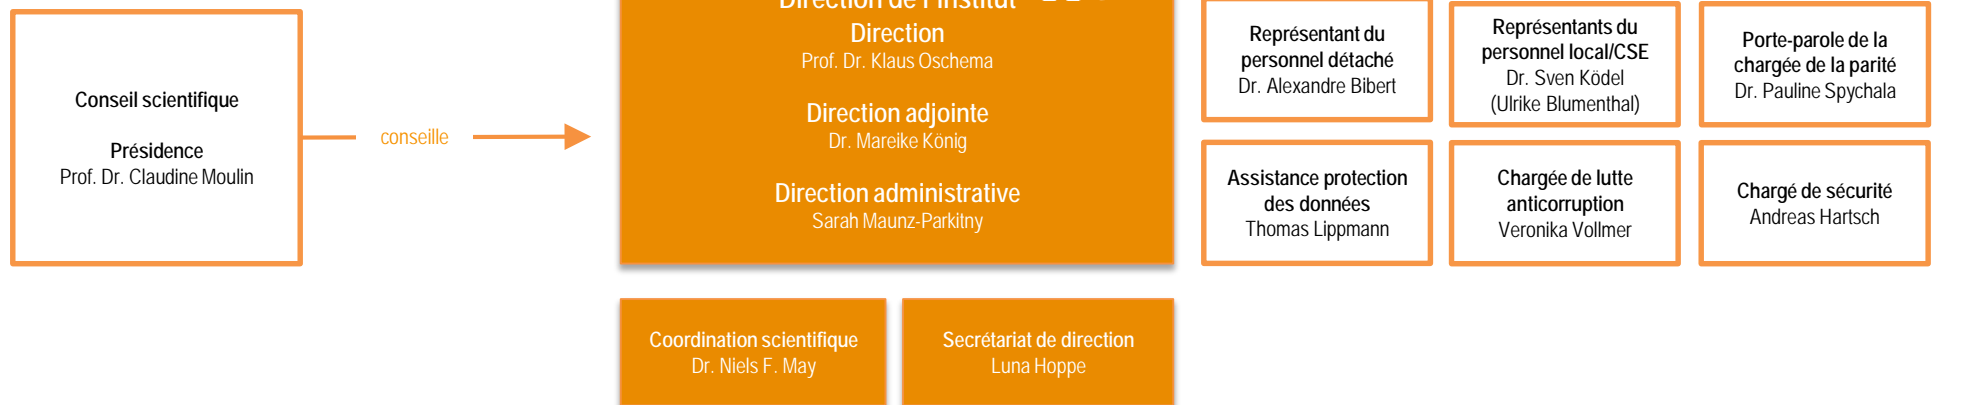 Conseil scientifique
Présidence
Prof. Dr. Claudine Moulin
conseille
Direction de l'Institut
Direction
Prof. Dr. Klaus Oschema
Direction adjointe
Dr. Mareike König
Direction administrative
Sarah Maunz-Parkitny
Représentant du
personnel détaché
Dr. Alexandre Bibert
Représentants du
personnel local/CSE
Dr. Sven Ködel
(Ulrike Blumenthal)
Porte-parole de la
chargée de la parité
Dr. Pauline Spychala
Assistance protection
des données
Thomas Lippmann
Chargée de lutte
anticorruption
Veronika Vollmer
Chargé de sécurité
Andreas Hartsch
Coordination scientifique
Dr. Niels F. May
Secrétariat de direction
Luna Hoppe